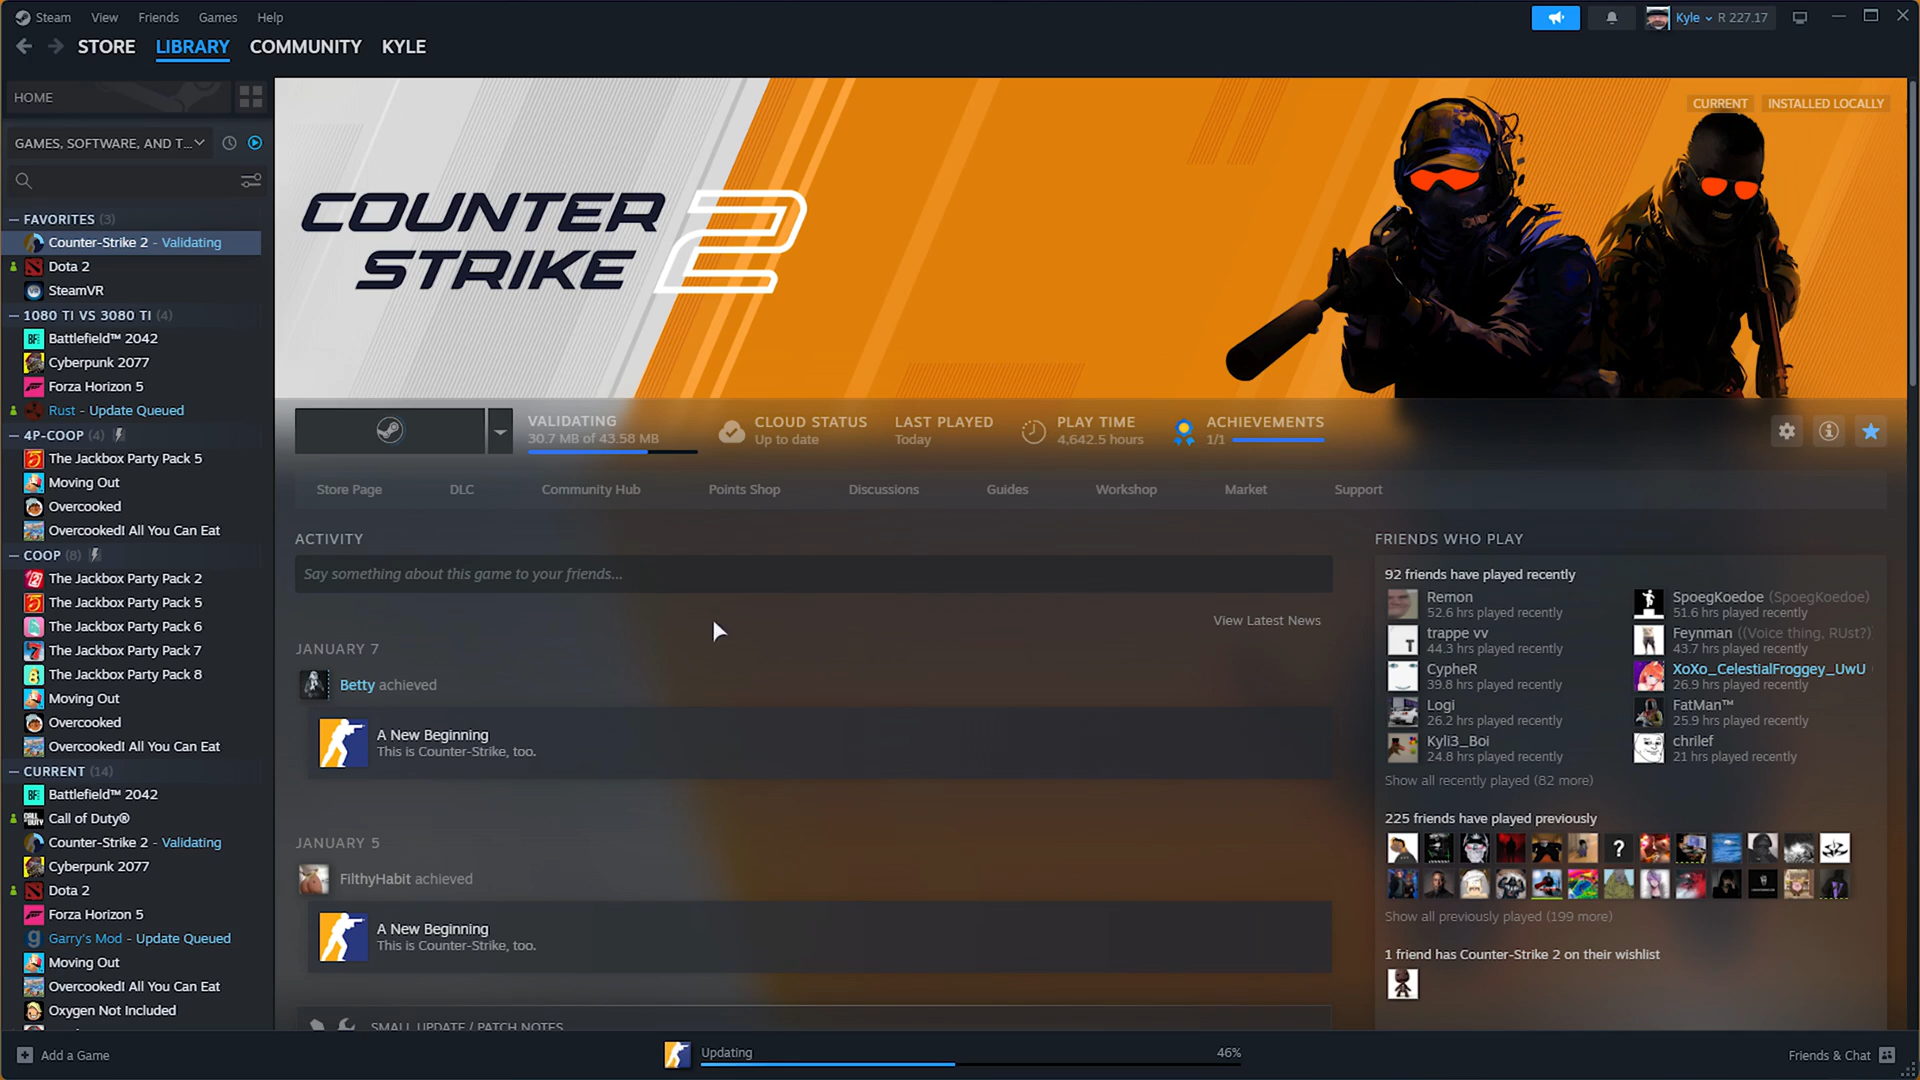 Steam View Friends Games Help
Kyle R 227.17
STORE LIBRARY COMMUNITY KYLE
HOME
GAMES, SOFTWARE, AND T...
FAVORITES (3)
Counter-Strike 2 - Validating
Dota 2
SteamVR
1080 TI VS 3080 TI (4)
Battlefield™ 2042
Cyberpunk 2077
Forza Horizon 5
Rust - Update Queued
4P-COOP (4)
The Jackbox Party Pack 5
Moving Out
Overcooked
Overcooked! All You Can Eat
COOP (8)
The Jackbox Party Pack 2
The Jackbox Party Pack 5
The Jackbox Party Pack 6
The Jackbox Party Pack 7
The Jackbox Party Pack 8
Moving Out
Overcooked
Overcooked! All You Can Eat
CURRENT (14)
Battlefield™ 2042
Call of Duty®
Counter-Strike 2 - Validating
Cyberpunk 2077
Dota 2
Forza Horizon 5
Garry's Mod - Update Queued
Moving Out
Overcooked! All You Can Eat
Oxygen Not Included
Add a Game
CURRENT INSTALLED LOCALLY
COUNTER
STRIKE 2
VALIDATING
30.7 MB of 43.58 MB
CLOUD STATUS
Up to date
LAST PLAYED
Today
PLAY TIME
4,642.5 hours
ACHIEVEMENTS
1/1
Store Page DLC Community Hub Points Shop Discussions Guides Workshop Market Support
ACTIVITY
Say something about this game to your friends...
View Latest News
JANUARY 7
Betty achieved
A New Beginning
This is Counter-Strike, too.
JANUARY 5
FilthyHabit achieved
A New Beginning
This is Counter-Strike, too.
SMALL UPDATE / PATCH NOTES
FRIENDS WHO PLAY
92 friends have played recently
Remon
52.6 hrs played recently
SpoegKoedoe (SpoegKoedoe)
51.6 hrs played recently
trappe vv
44.3 hrs played recently
Feynman ((Voice thing, RUst?))
43.7 hrs played recently
CypheR
39.8 hrs played recently
XoXo_CelestialFroggey_UwU
26.9 hrs played recently
Logi
26.2 hrs played recently
FatMan™
25.9 hrs played recently
Kyli3_Boi
24.8 hrs played recently
chrilef
21 hrs played recently
Show all recently played (82 more)
225 friends have played previously
Show all previously played (199 more)
1 friend has Counter-Strike 2 on their wishlist
Updating 46%
Friends & Chat